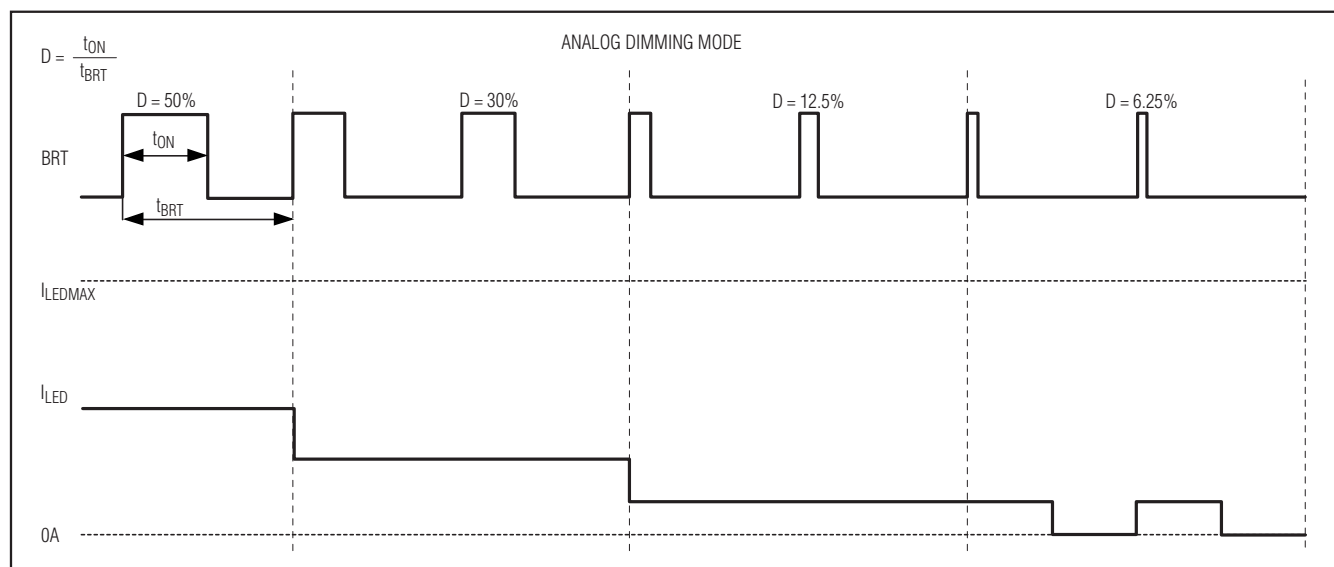 ANALOG DIMMING MODE
D = tON
tBRT
D = 50%
D = 30%
D = 12.5%
D = 6.25%
tON
BRT
tBRT
ILEDMAX
ILED
0A